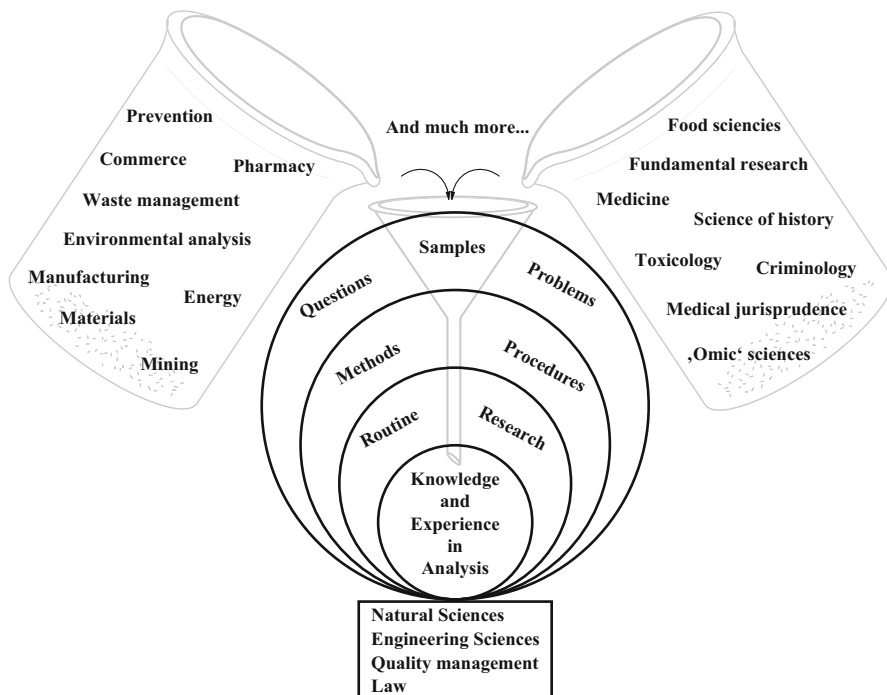 Prevention
Commerce
Pharmacy
Waste management
Environmental analysis
Manufacturing
Energy
Materials
Mining
And much more...
Food sciencies
Fundamental research
Medicine
Science of history
Toxicology
Criminology
Medical jurisprudence
‚Omic‘ sciences
Samples
Questions
Problems
Methods
Procedures
Routine
Research
Knowledge
and
Experience
in
Analysis
Natural Sciences
Engineering Sciences
Quality management
Law